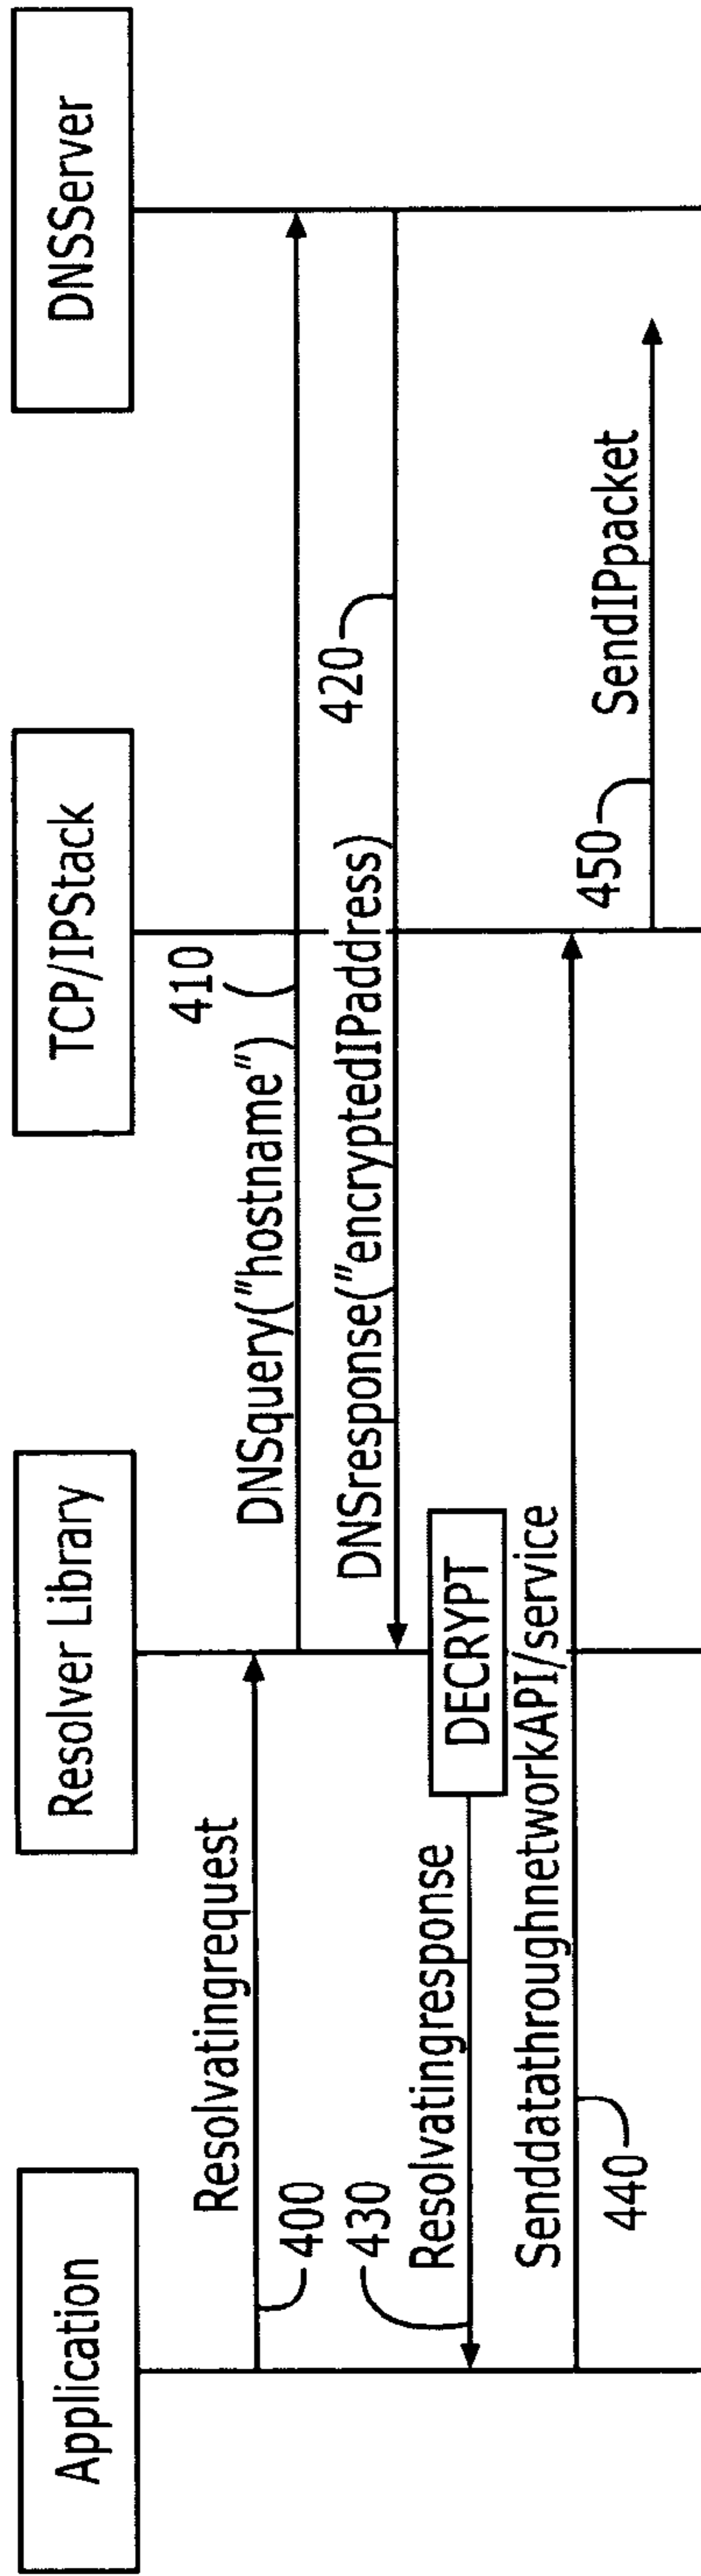 Application
Resolver Library
TCP/IPStack
DNSServer
Resolvatingrequest
400
DNSquery("hostname")
410
DNSresponse("encryptedIPaddress)
420
DECRYPT
430
Resolvatingresponse
SenddatathroughnetworkAPI/service
440
450
SendIPpacket